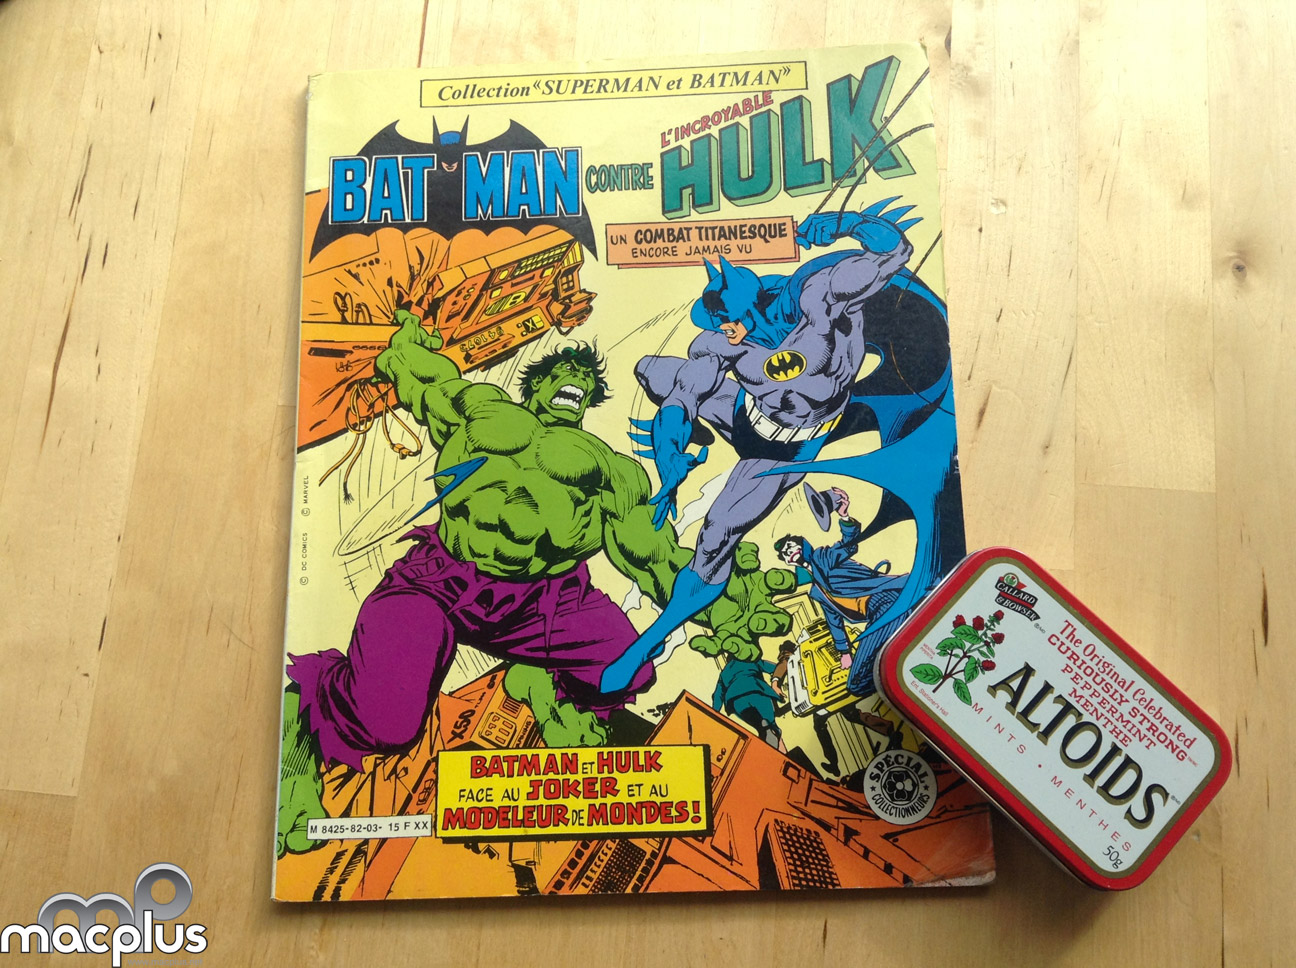 Collection «SUPERMAN et BATMAN»
BATMAN CONTRE L'INCROYABLE HULK
UN COMBAT TITANESQUE
ENCORE JAMAIS VU
© DC COMICS © MARVEL
X50
BATMAN ET HULK
FACE AU JOKER ET AU
MODELEUR DE MONDES!
M 8425-82-03- 15 F XX
SPECIAL
COLLECTIONNEURS
CALLARD
& BOWSER
The Original Celebrated
CURIOUSLY STRONG
PEPPERMINT
MENTHE
ALTOIDS
MINTS • MENTHES
50g
mp
macplus